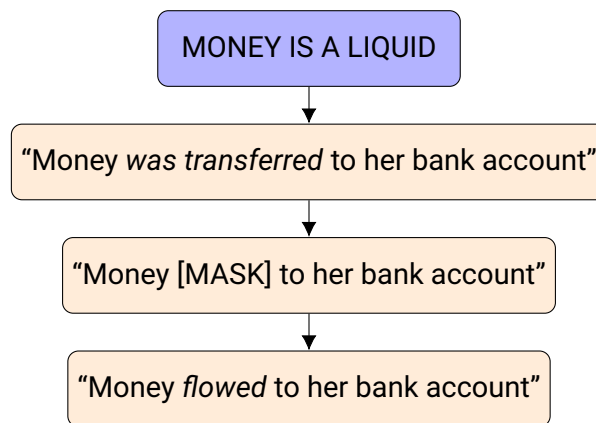 MONEY IS A LIQUID
“Money was transferred to her bank account”
“Money [MASK] to her bank account”
“Money flowed to her bank account”